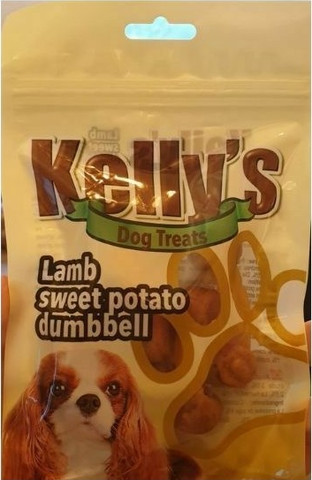 Kelly's
Dog Treats
Lamb
sweet potato
dumbbell